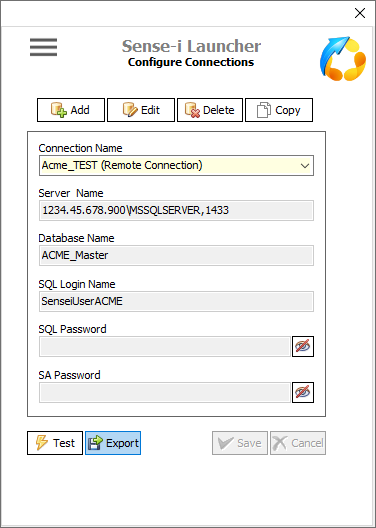 Sense-i Launcher
Configure Connections
Add Edit Delete Copy
Connection Name
Acme_TEST (Remote Connection)
Server Name
1234.45.678.900\MSSQLSERVER,1433
Database Name
ACME_Master
SQL Login Name
SenseiUserACME
SQL Password
SA Password
Test Export Save Cancel